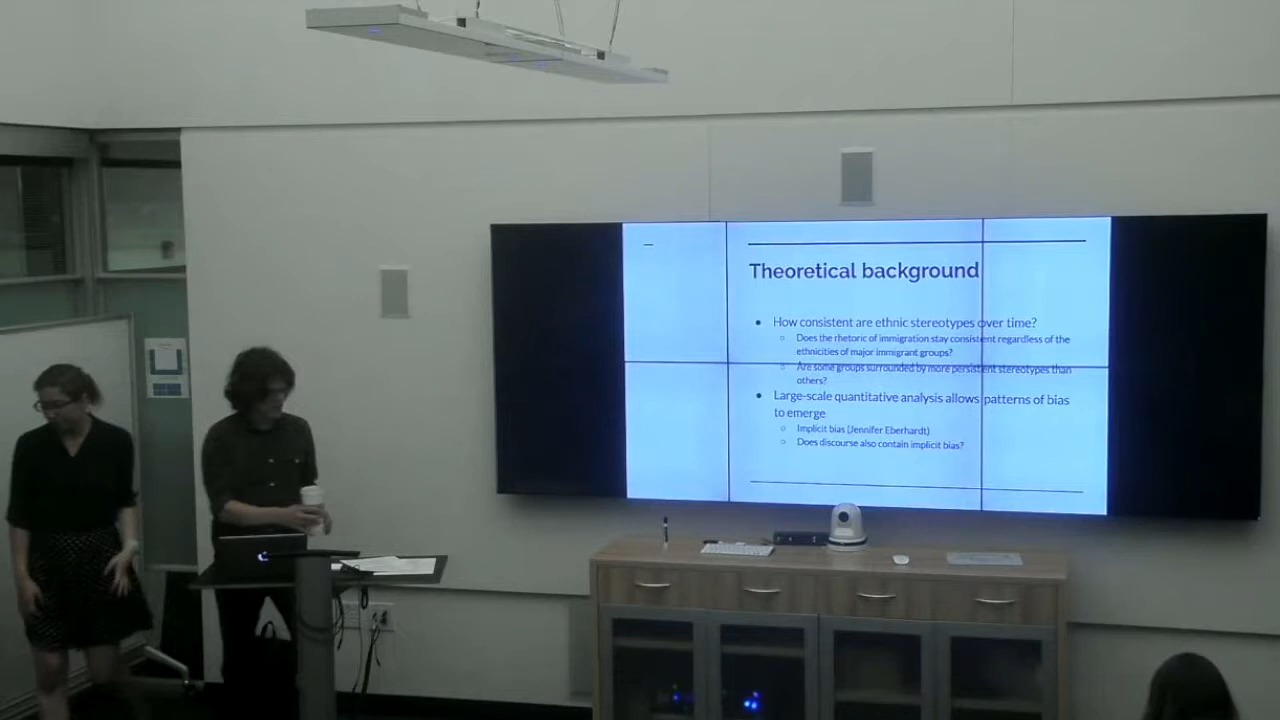 Theoretical background
● How consistent are ethnic stereotypes over time?
○ Does the rhetoric of immigration stay consistent regardless of the
ethnicities of major immigrant groups?
○ Are some groups surrounded by more persistent stereotypes than
others?
● Large-scale quantitative analysis allows patterns of bias
to emerge
○ Implicit bias (Jennifer Eberhardt)
○ Does discourse also contain implicit bias?